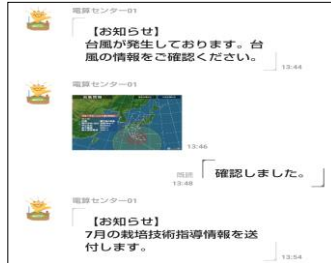 電算センター01
【お知らせ】
台風が発生しております。台
風の情報をご確認ください。
13:44
電算センター01
13:46
既読
13:48
確認しました。
電算センター01
【お知らせ】
7月の栽培技術指導情報を送
付します。
13:54